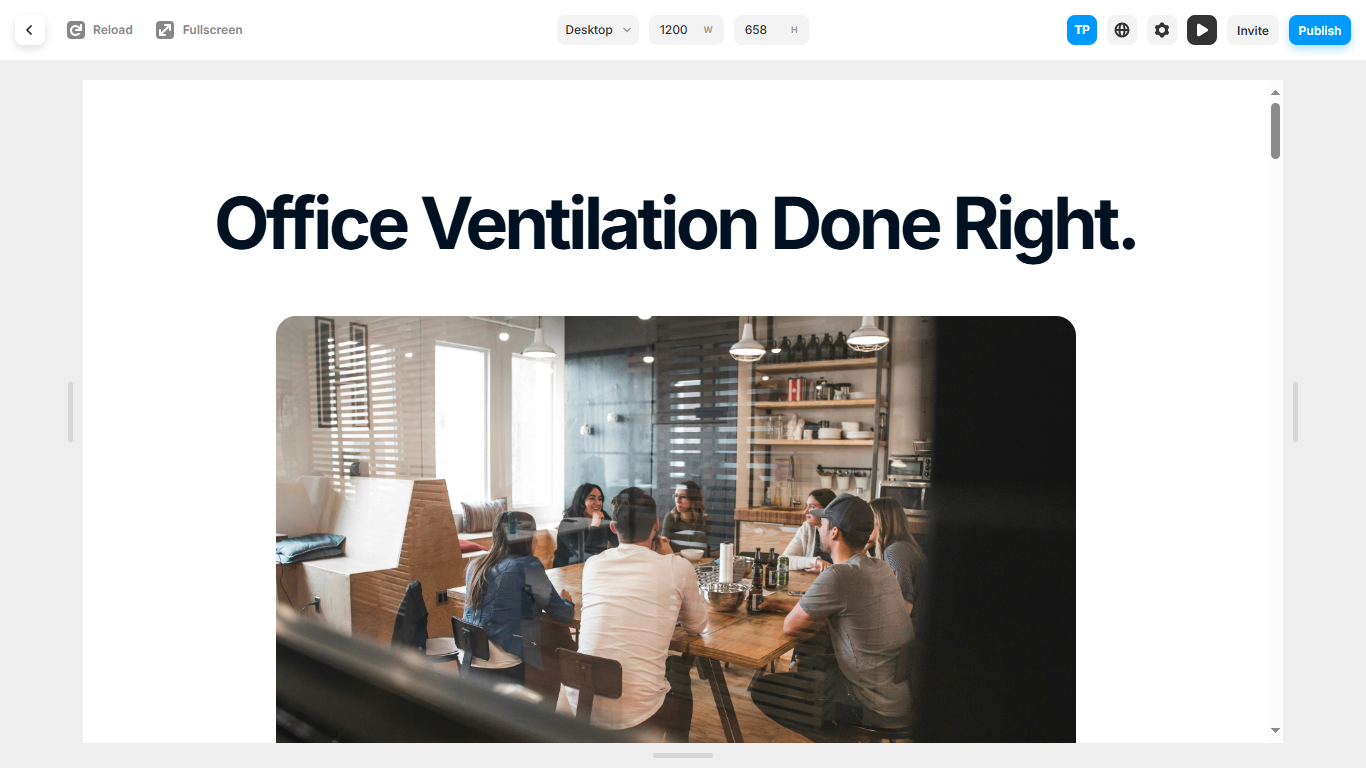 Reload Fullscreen Desktop 1200 W 658 H TP Invite Publish
Office Ventilation Done Right.